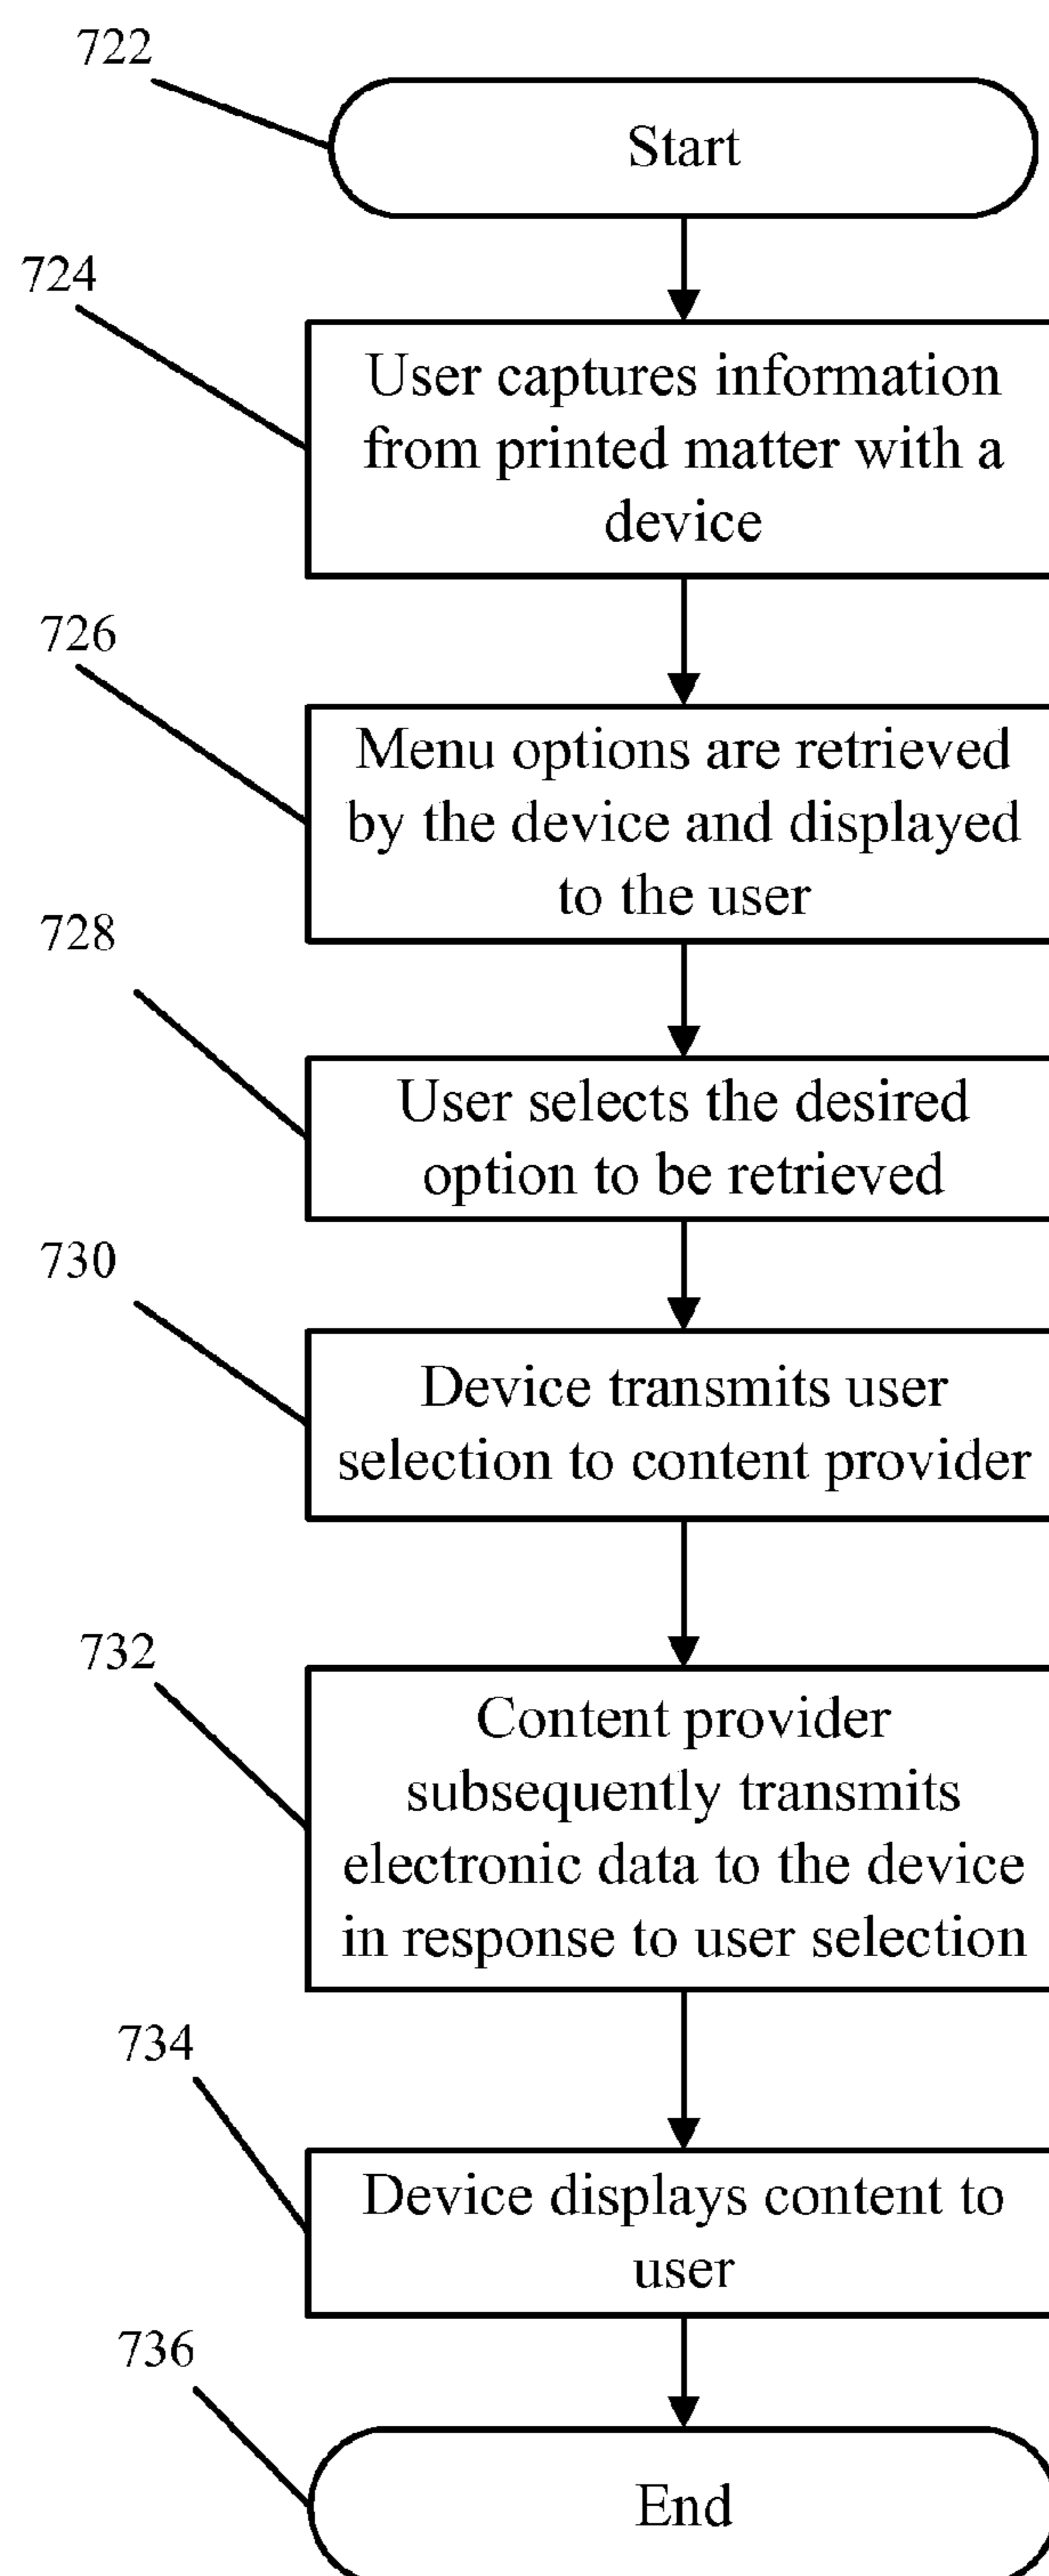 722
Start
724
User captures information
from printed matter with a
device
726
Menu options are retrieved
by the device and displayed
to the user
728
User selects the desired
option to be retrieved
730
Device transmits user
selection to content provider
732
Content provider
subsequently transmits
electronic data to the device
in response to user selection
734
Device displays content to
user
736
End